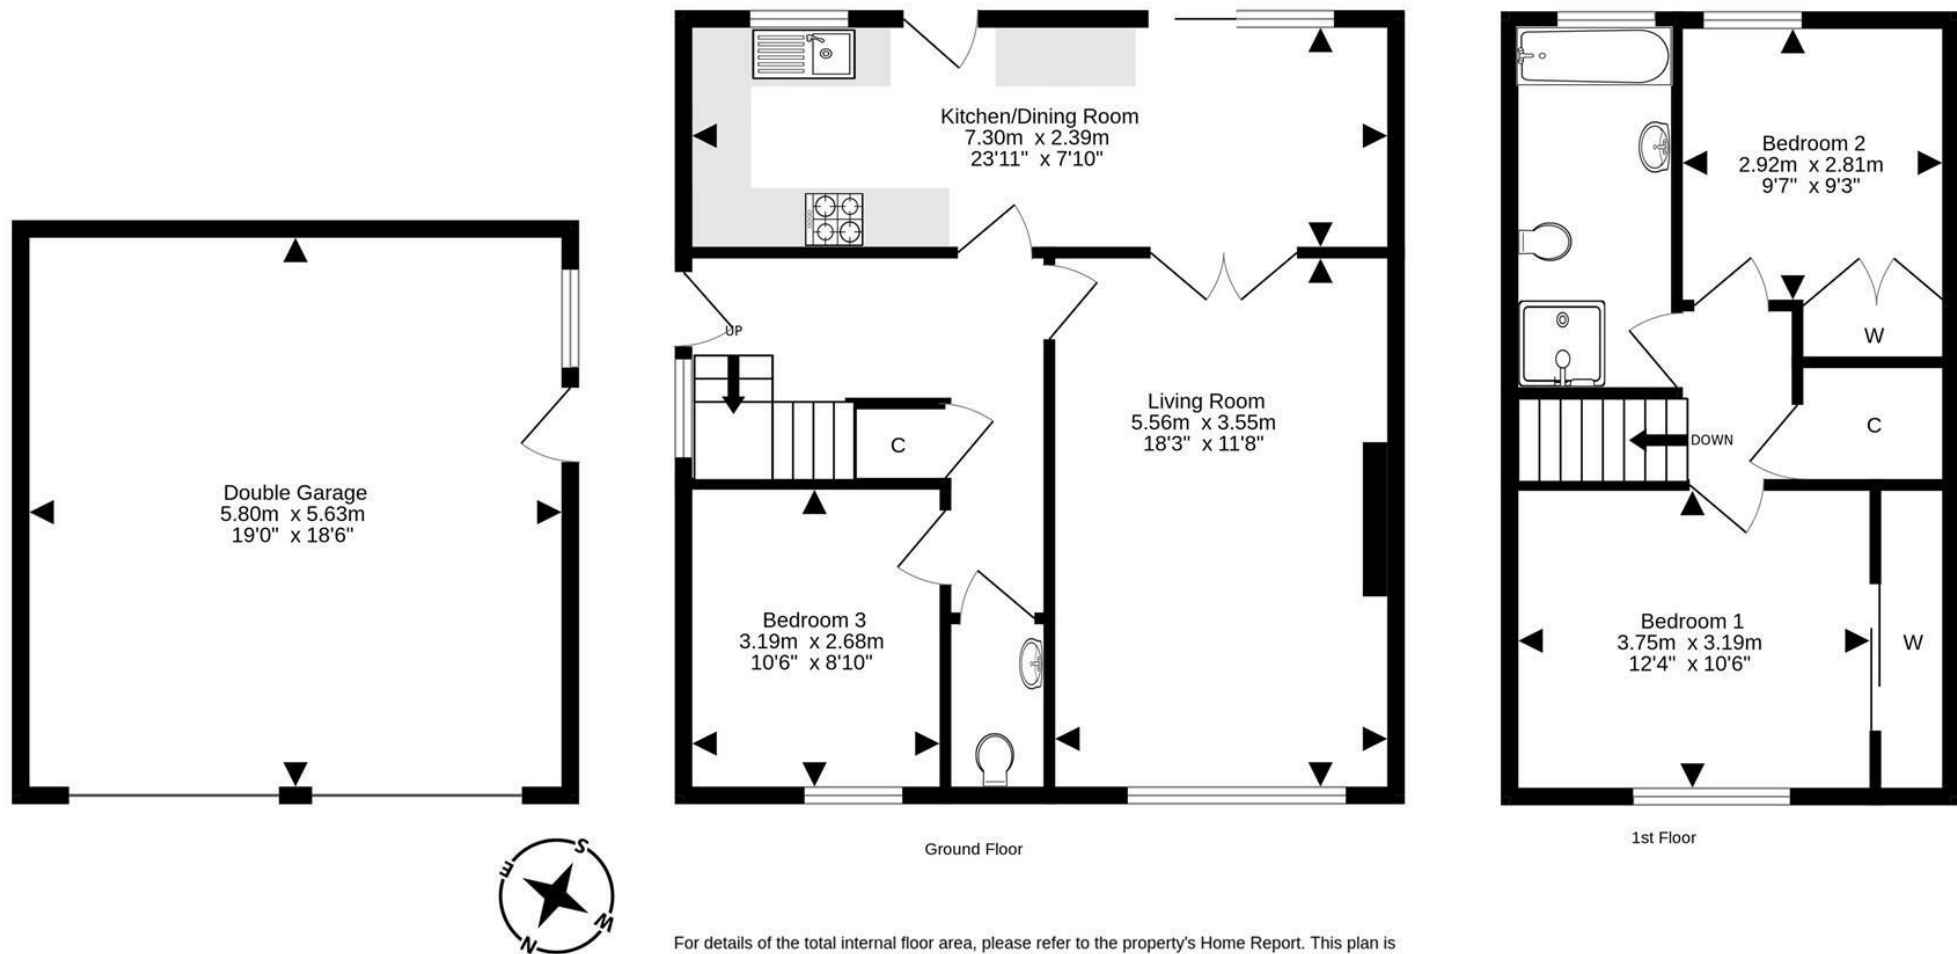 Kitchen/Dining Room
7.30m x 2.39m
23'11" x 7'10"
Bedroom 2
2.92m x 2.81m
9'7" x 9'3"
UP
W
Living Room
5.56m x 3.55m
18'3" x 11'8"
C
C
DOWN
Double Garage
5.80m x 5.63m
19'0" x 18'6"
Bedroom 3
3.19m x 2.68m
10'6" x 8'10"
Bedroom 1
3.75m x 3.19m
12'4" x 10'6"
W
Ground Floor
1st Floor
S
E
W
N
For details of the total internal floor area, please refer to the property's Home Report. This plan is